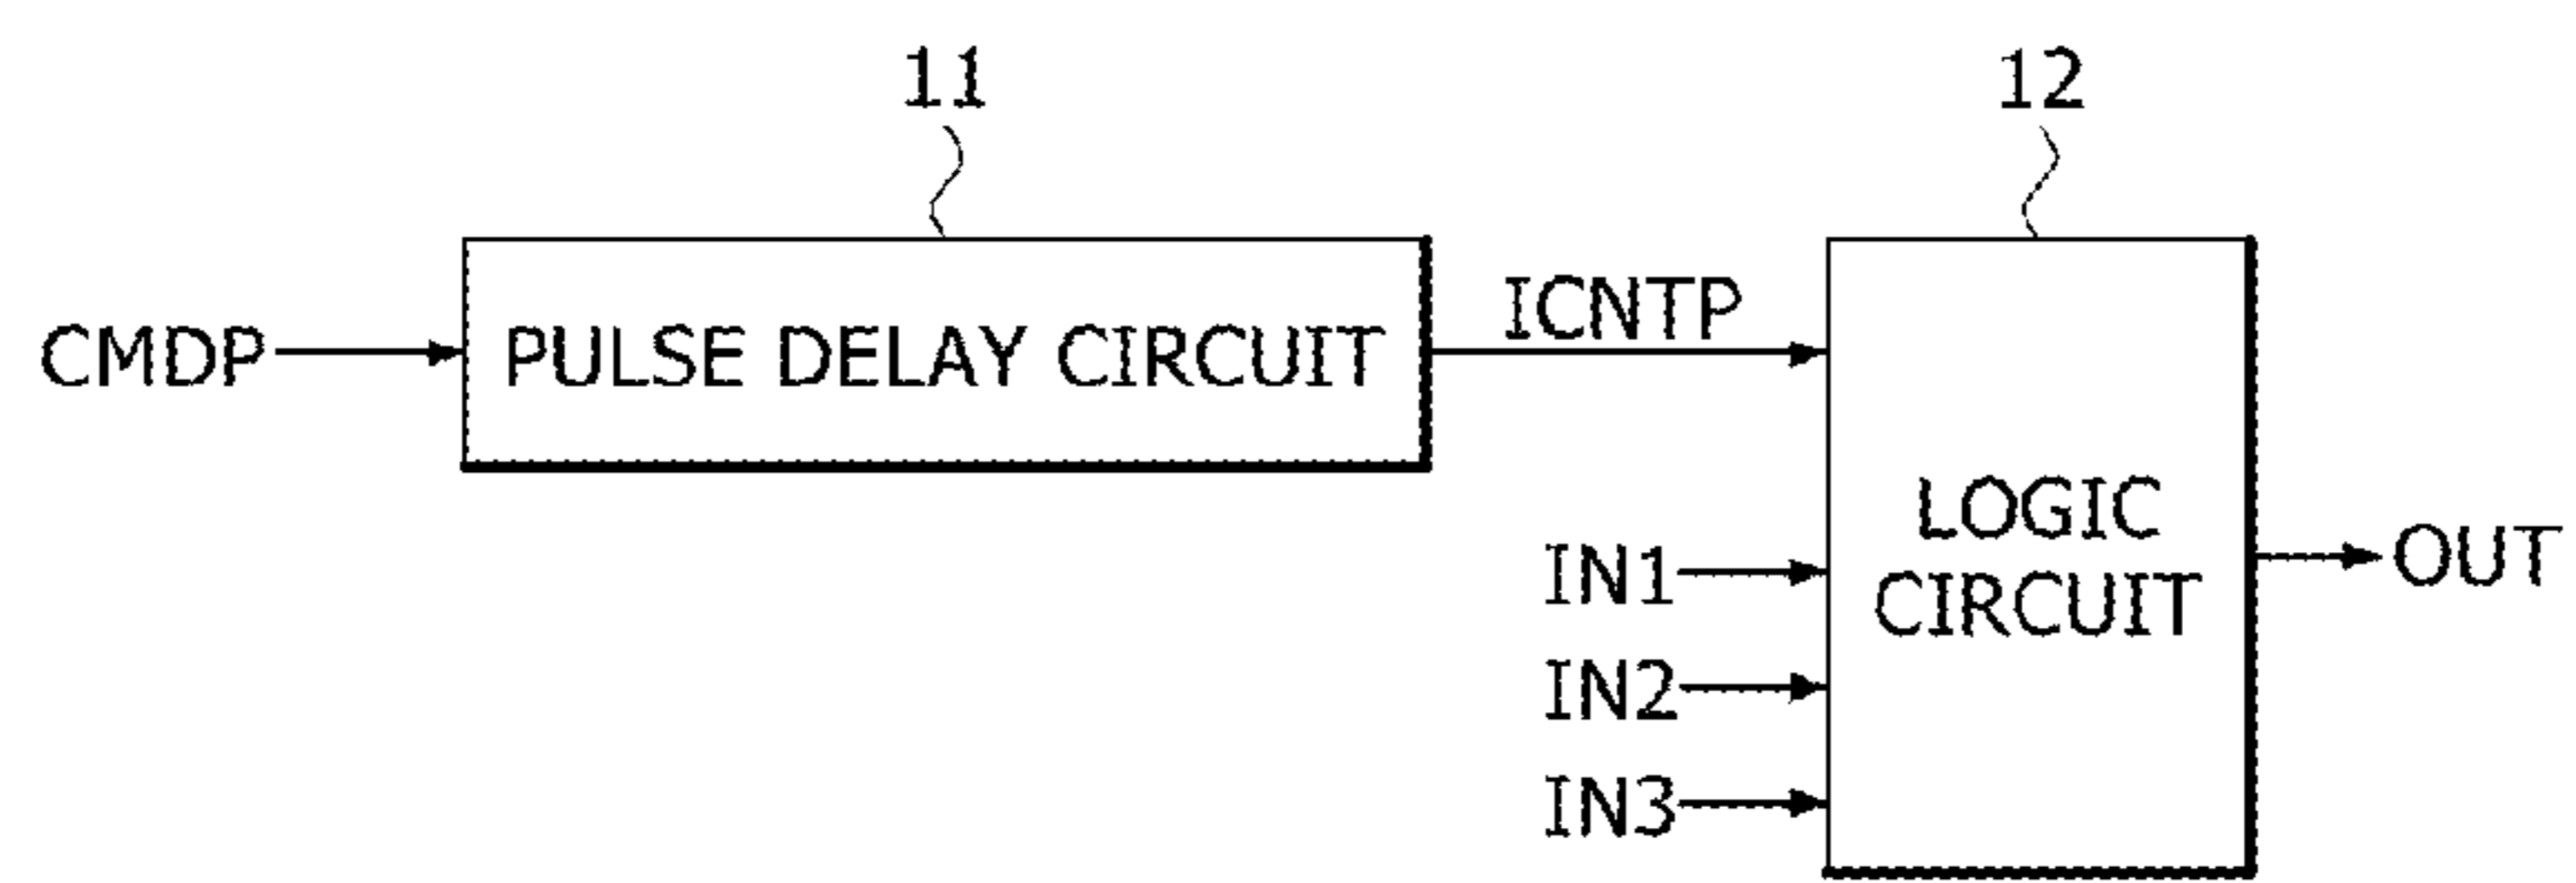 11
12
CMDP
PULSE DELAY CIRCUIT
ICNTP
LOGIC
CIRCUIT
IN1
IN2
IN3
OUT